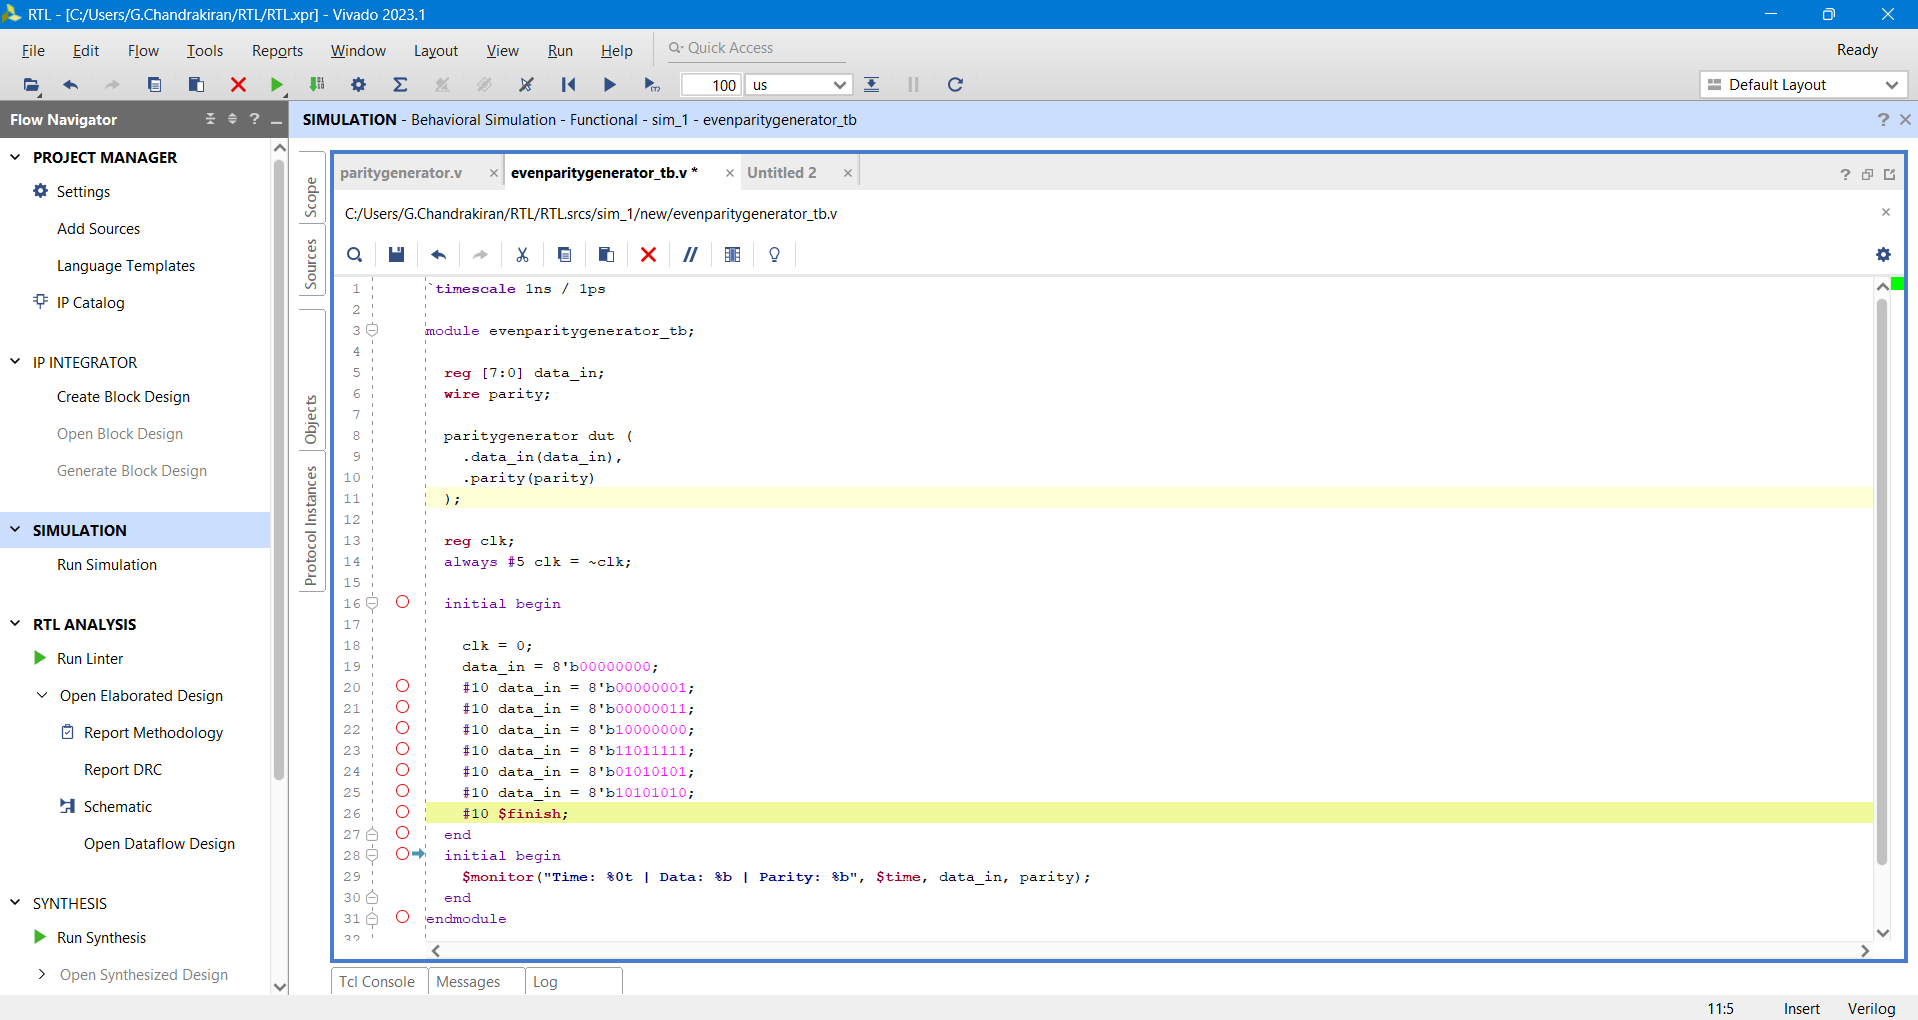 RTL - [C:/Users/G.Chandrakiran/RTL/RTL.xpr] - Vivado 2023.1
File Edit Flow Tools Reports Window Layout View Run Help Quick Access
Ready
100 us
Default Layout
Flow Navigator
PROJECT MANAGER
Settings
Add Sources
Language Templates
IP Catalog
IP INTEGRATOR
Create Block Design
Open Block Design
Generate Block Design
SIMULATION
Run Simulation
RTL ANALYSIS
Run Linter
Open Elaborated Design
Report Methodology
Report DRC
Schematic
Open Dataflow Design
SYNTHESIS
Run Synthesis
Open Synthesized Design
SIMULATION - Behavioral Simulation - Functional - sim_1 - evenparitygenerator_tb
Scope
Sources
Objects
Protocol Instances
paritygenerator.v evenparitygenerator_tb.v * Untitled 2
C:/Users/G.Chandrakiran/RTL/RTL.srcs/sim_1/new/evenparitygenerator_tb.v
1 `timescale 1ns / 1ps
2
3 module evenparitygenerator_tb;
4
5 reg [7:0] data_in;
6 wire parity;
7
8 paritygenerator dut (
9 .data_in(data_in),
10 .parity(parity)
11 );
12
13 reg clk;
14 always #5 clk = ~clk;
15
16 initial begin
17
18 clk = 0;
19 data_in = 8'b00000000;
20 #10 data_in = 8'b00000001;
21 #10 data_in = 8'b00000011;
22 #10 data_in = 8'b10000000;
23 #10 data_in = 8'b11011111;
24 #10 data_in = 8'b01010101;
25 #10 data_in = 8'b10101010;
26 #10 $finish;
27 end
28 initial begin
29 $monitor("Time: %0t | Data: %b | Parity: %b", $time, data_in, parity);
30 end
31 endmodule
32
Tcl Console Messages Log
11:5 Insert Verilog